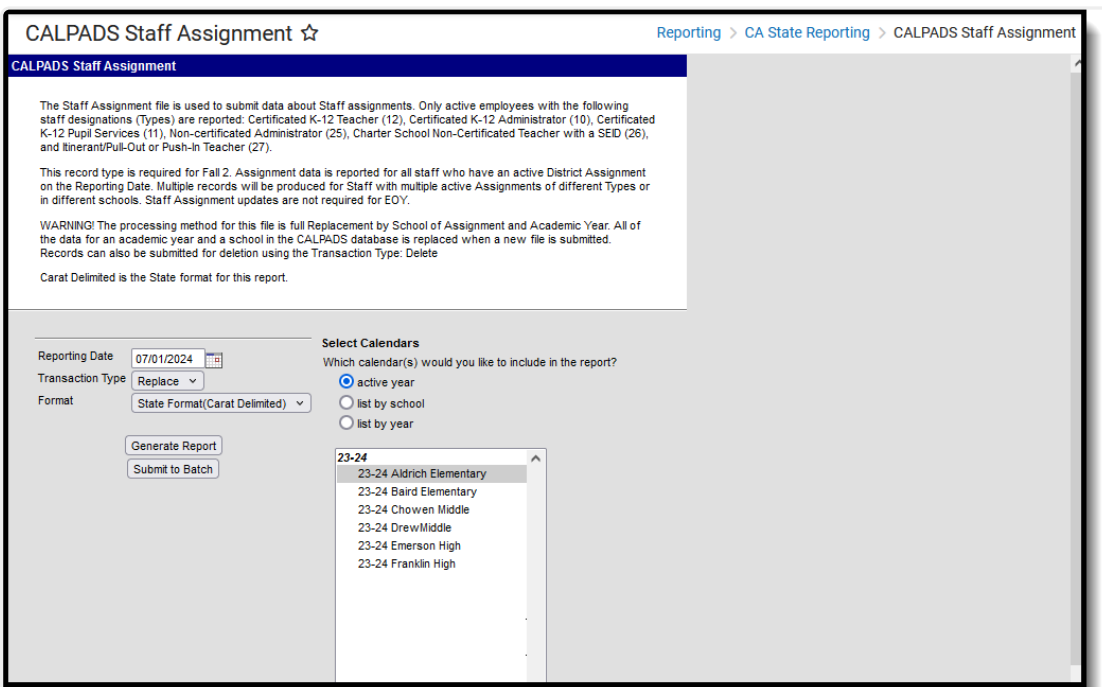 CALPADS Staff Assignment ☆
Reporting > CA State Reporting > CALPADS Staff Assignment
CALPADS Staff Assignment
The Staff Assignment file is used to submit data about Staff assignments. Only active employees with the following
staff designations (Types) are reported: Certificated K-12 Teacher (12), Certificated K-12 Administrator (10), Certificated
K-12 Pupil Services (11), Non-certificated Administrator (25), Charter School Non-Certificated Teacher with a SEID (26),
and Itinerant/Pull-Out or Push-In Teacher (27).
This record type is required for Fall 2. Assignment data is reported for all staff who have an active District Assignment
on the Reporting Date. Multiple records will be produced for Staff with multiple active Assignments of different Types or
in different schools. Staff Assignment updates are not required for EOY.
WARNING! The processing method for this file is full Replacement by School of Assignment and Academic Year. All of
the data for an academic year and a school in the CALPADS database is replaced when a new file is submitted.
Records can also be submitted for deletion using the Transaction Type: Delete
Carat Delimited is the State format for this report.
Reporting Date 07/01/2024
Transaction Type Replace
Format State Format(Carat Delimited)
Generate Report
Submit to Batch
Select Calendars
Which calendar(s) would you like to include in the report?
active year
list by school
list by year
23-24
23-24 Aldrich Elementary
23-24 Baird Elementary
23-24 Chowen Middle
23-24 DrewMiddle
23-24 Emerson High
23-24 Franklin High